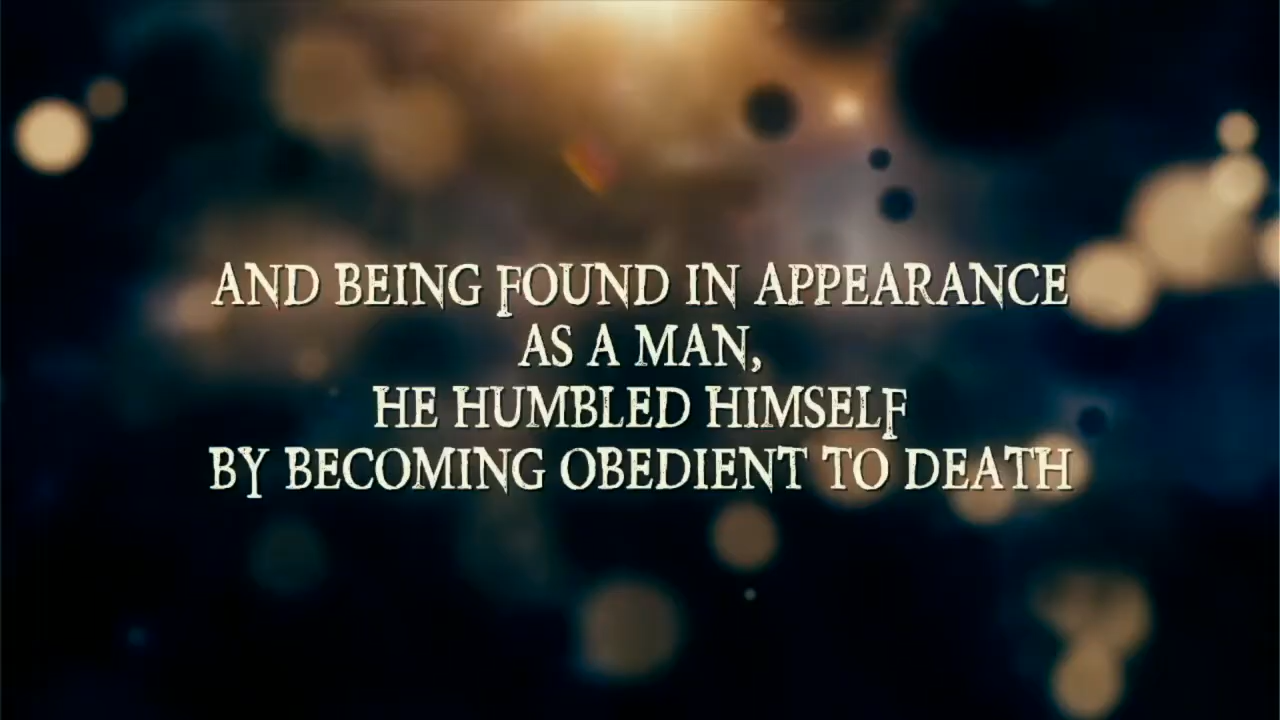 AND BEING FOUND IN APPEARANCE
AS A MAN,
HE HUMBLED HIMSELF
BY BECOMING OBEDIENT TO DEATH